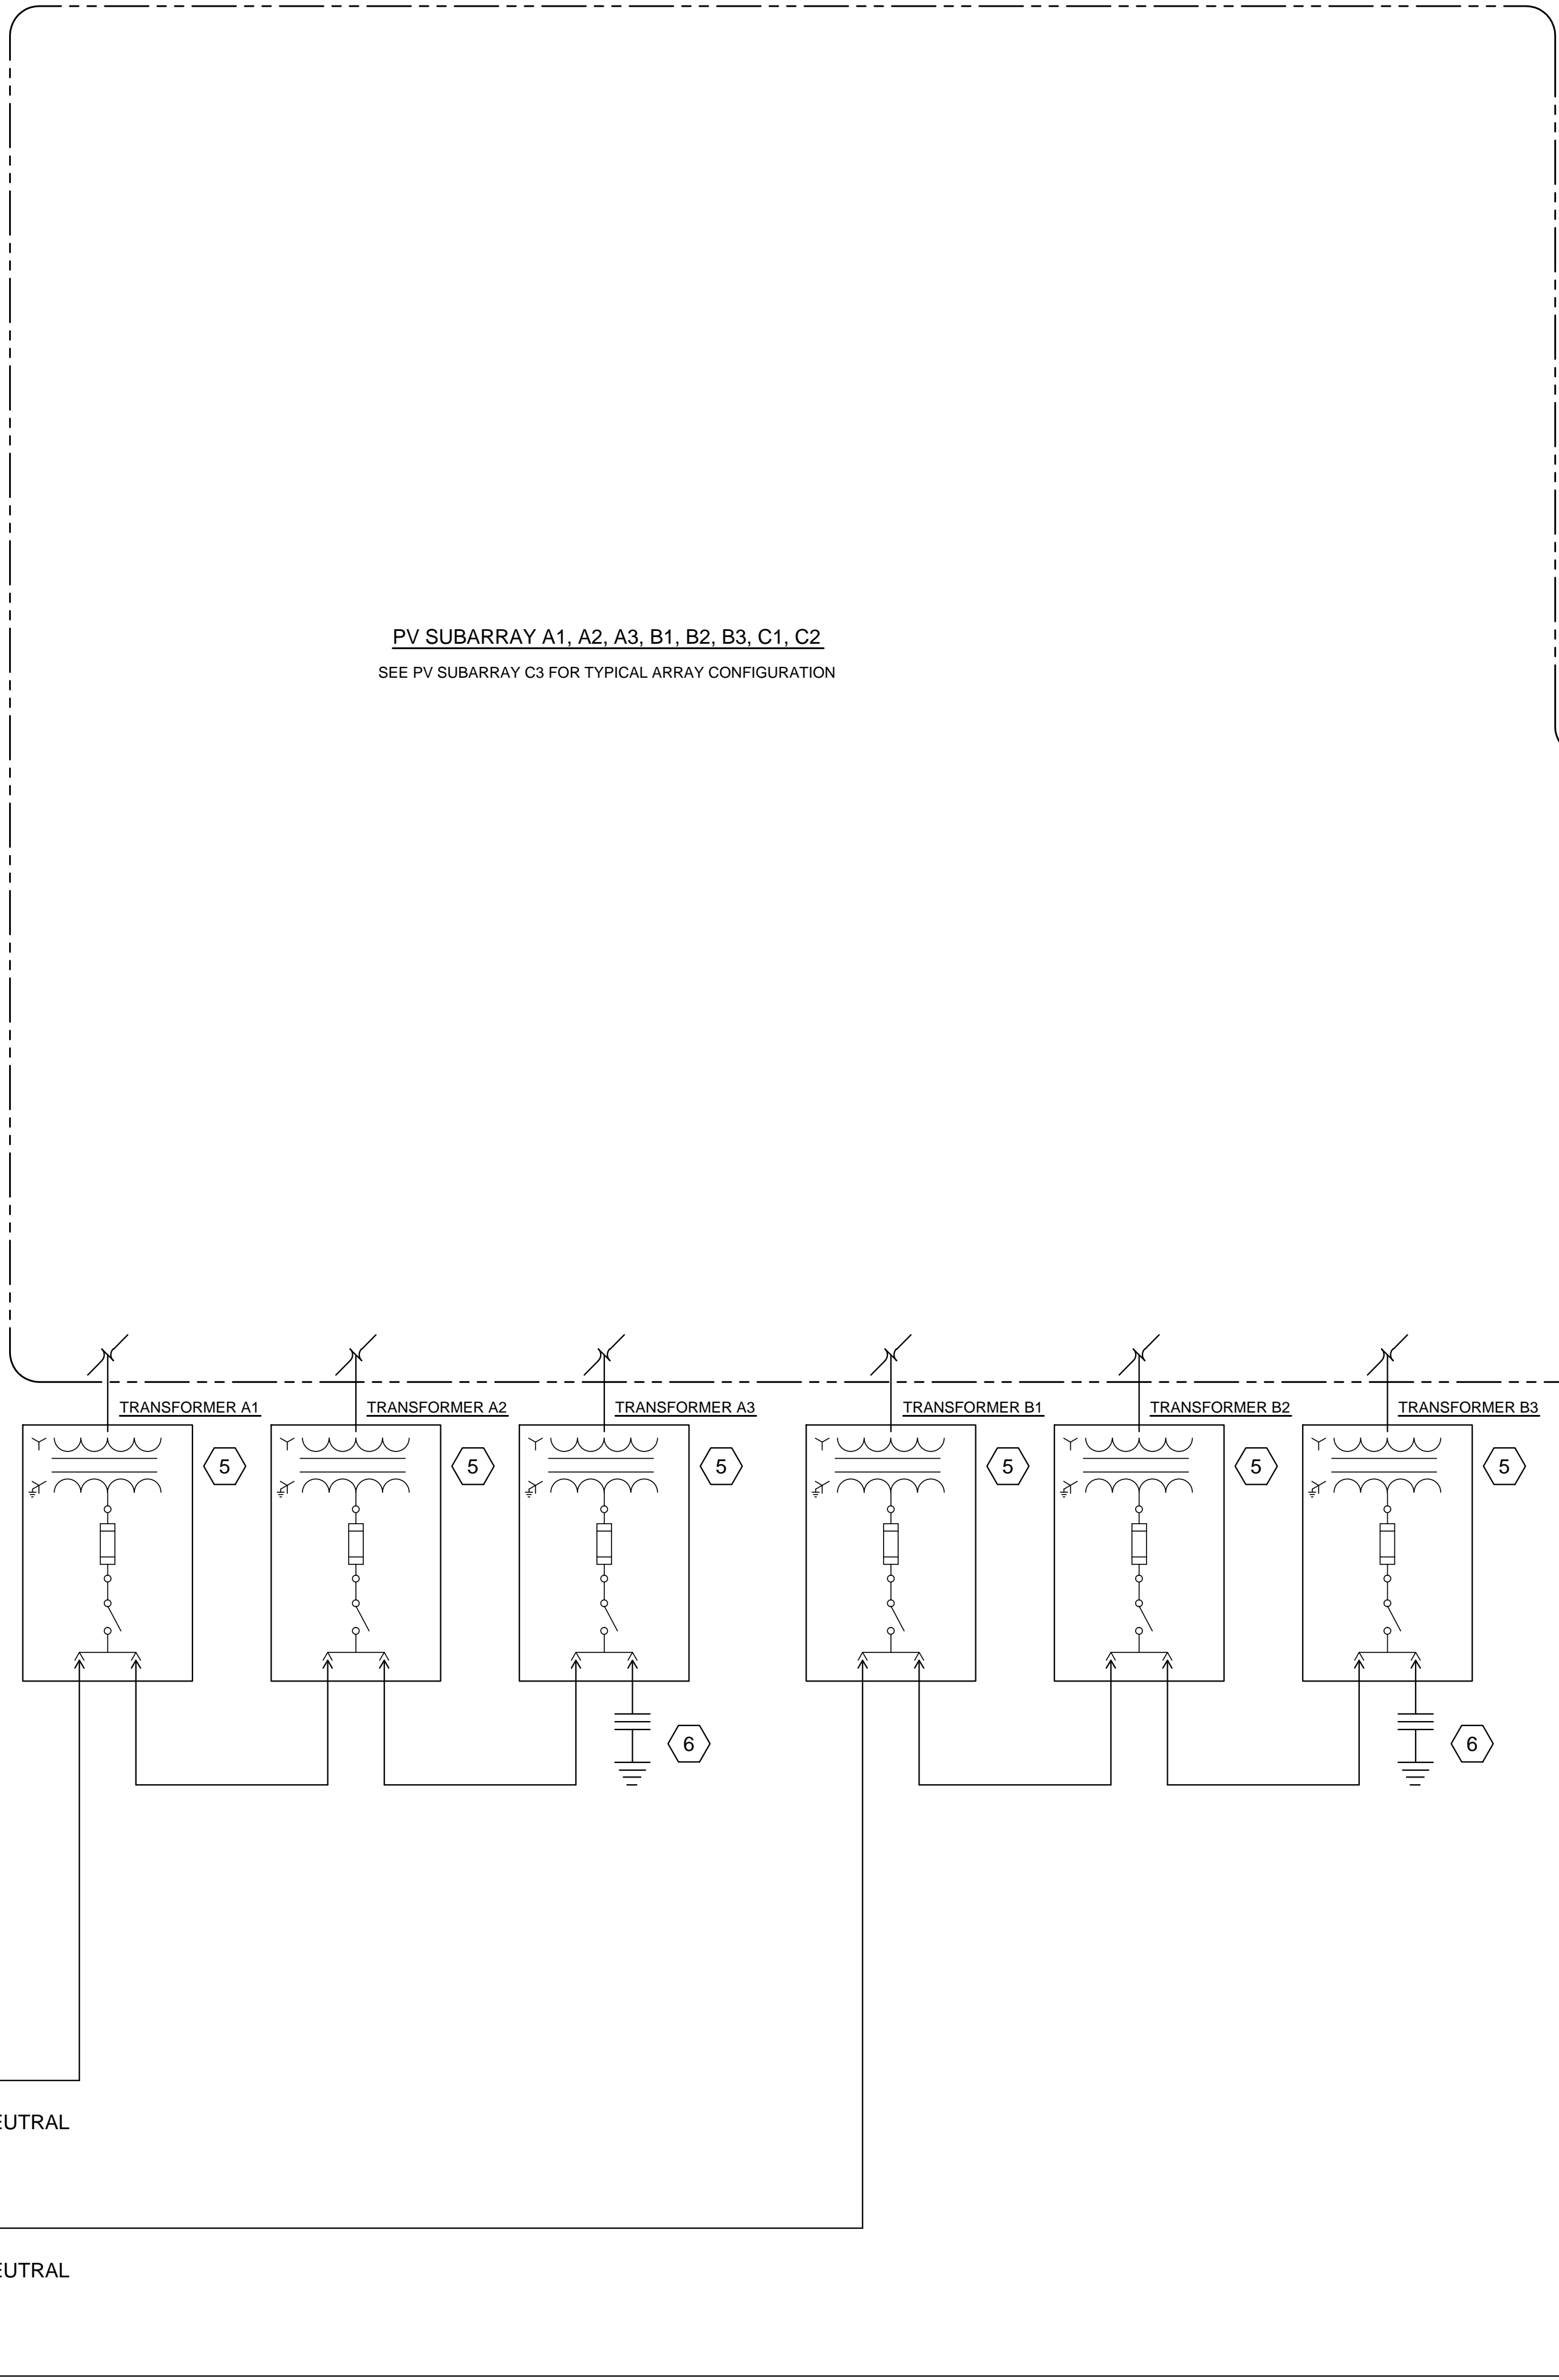 PV SUBARRAY A1, A2, A3, B1, B2, B3, C1, C2
SEE PV SUBARRAY C3 FOR TYPICAL ARRAY CONFIGURATION
TRANSFORMER A1
TRANSFORMER A2
TRANSFORMER A3
TRANSFORMER B1
TRANSFORMER B2
TRANSFORMER B3
5
5
5
5
5
5
6
6
EUTRAL
EUTRAL